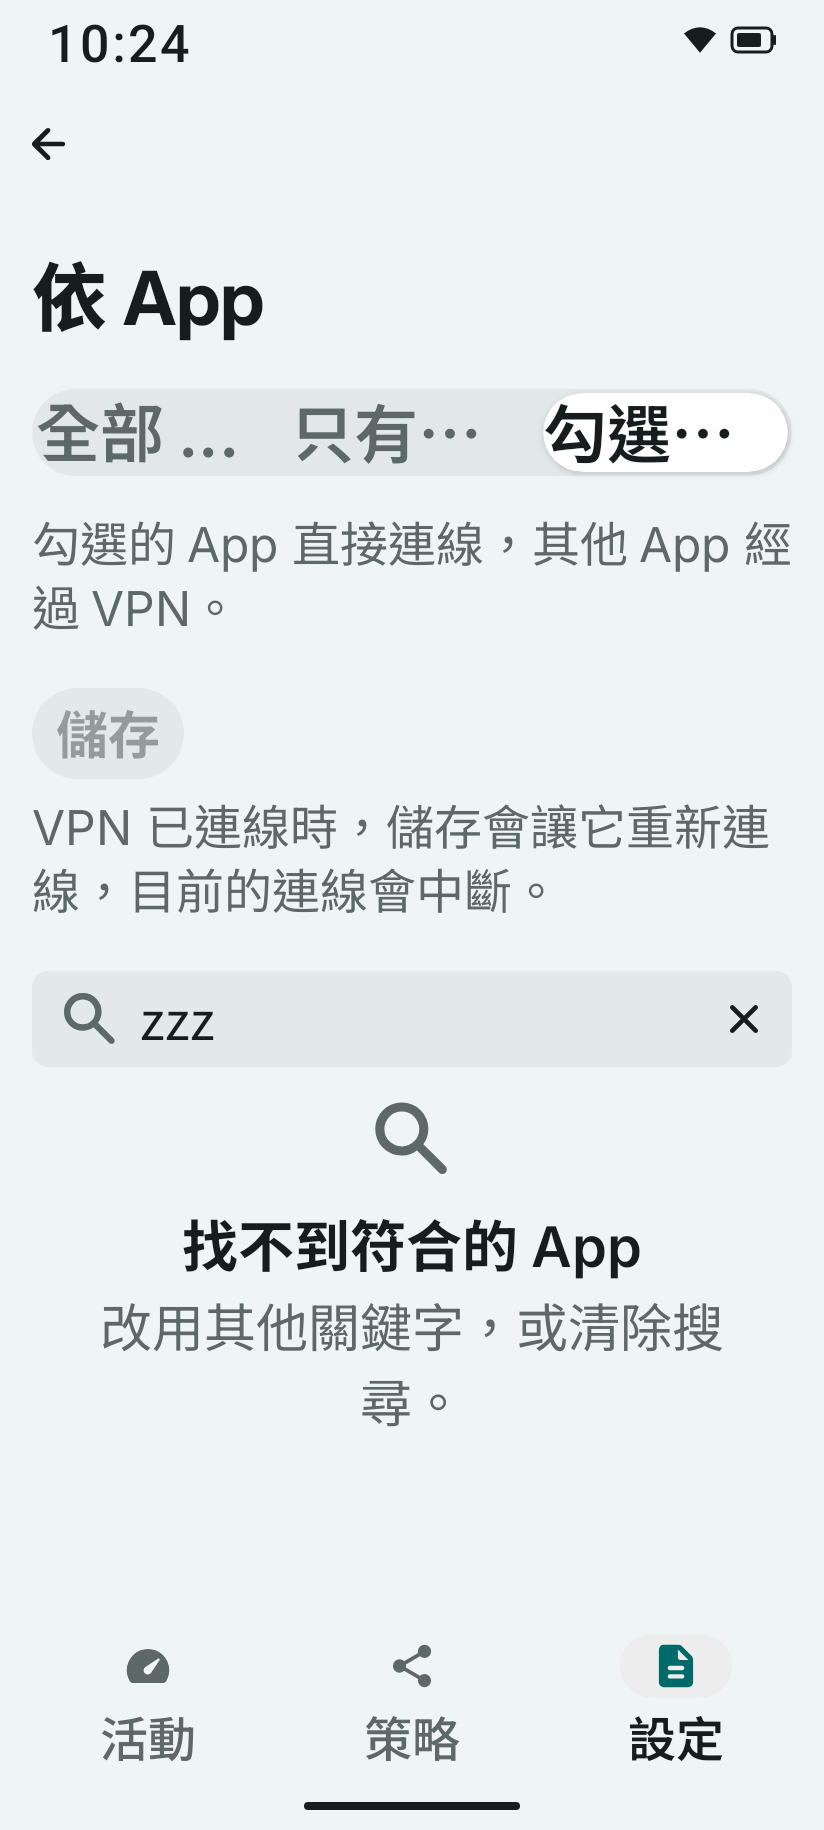 10:24
依 App
全部 ...
只有…
勾選…
勾選的 App 直接連線，其他 App 經
過 VPN。
儲存
VPN 已連線時，儲存會讓它重新連
線，目前的連線會中斷。
zzz
找不到符合的 App
改用其他關鍵字，或清除搜
尋。
活動
策略
設定